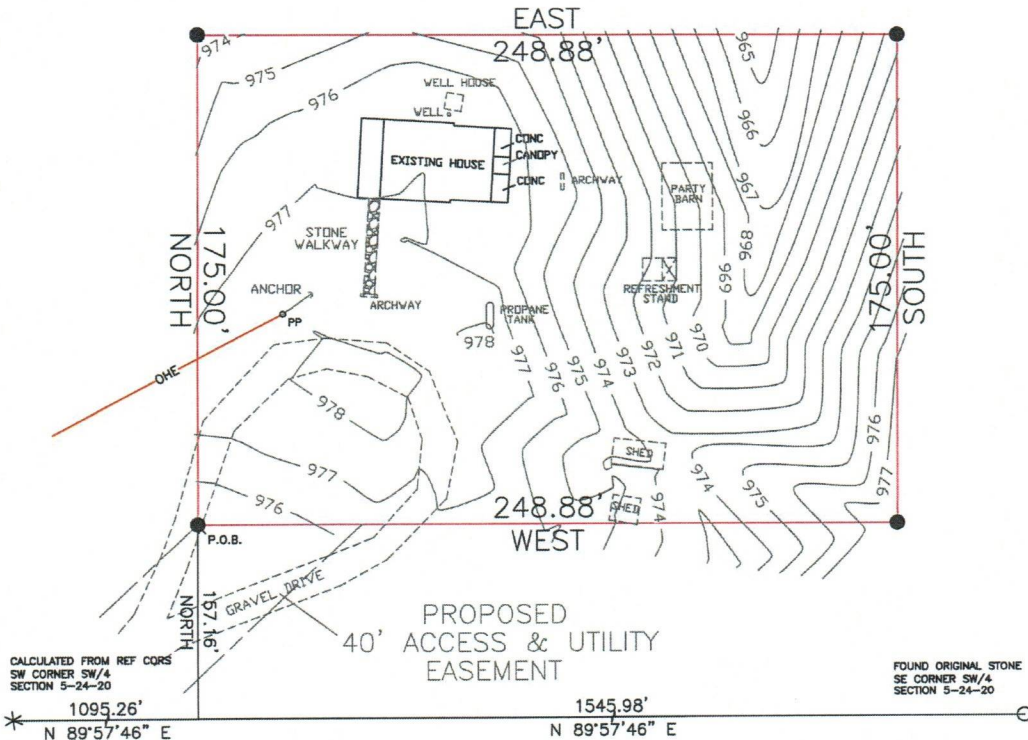 EAST
248.88'
974
975
976
965
966
967
968
969
WELL HOUSE
WELL
EXISTING HOUSE
CONC
CANOPY
CONC
ARCHWAY
PARTY
BARN
977
STONE
WALKWAY
NORTH
175.00'
SOUTH
175.00'
ANCHOR
PP
ARCHWAY
PROPANE
TANK
978
REFRESHMENT
STAND
970
971
972
973
974
975
976
977
OHE
978
977
976
SHED
SHED
974
974
975
976
977
248.88'
WEST
P.O.B.
GRAVEL DRIVE
NORTH
157.16'
PROPOSED
40' ACCESS & UTILITY
EASEMENT
CALCULATED FROM REF CORS
SW CORNER SW/4
SECTION 5-24-20
FOUND ORIGINAL STONE
SE CORNER SW/4
SECTION 5-24-20
1095.26'
N 89°57'46" E
1545.98'
N 89°57'46" E